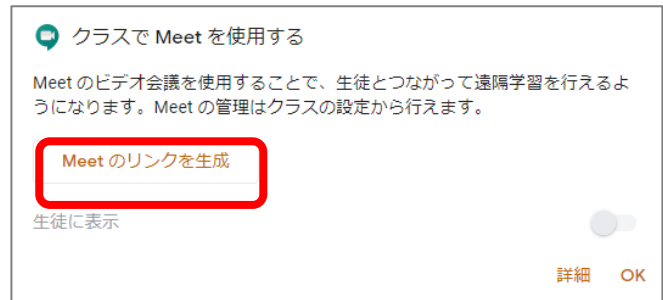 クラスで Meet を使用する
Meet のビデオ会議を使用することで、生徒とつながって遠隔学習を行えるよ
うになります。Meet の管理はクラスの設定から行えます。
Meet のリンクを生成
生徒に表示
詳細 OK